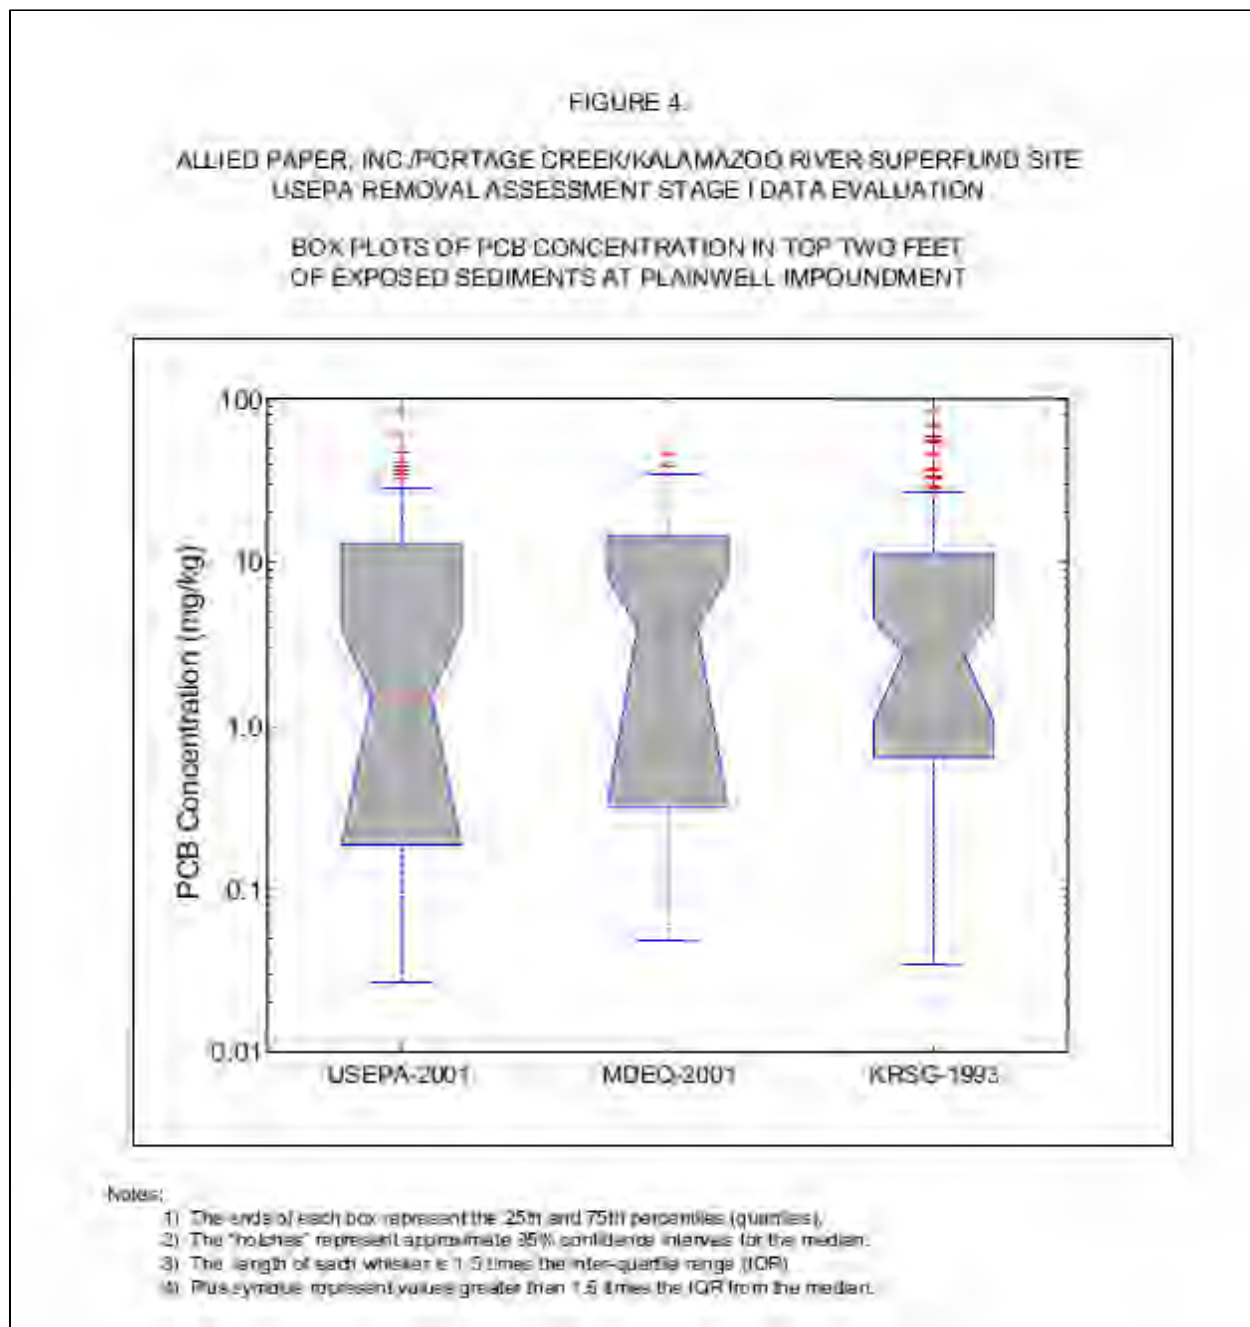 FIGURE 4.
ALLIED PAPER, INC./PORTAGE CREEK/KALAMAZOO RIVER SUPERFUND SITE
USEPA REMOVAL ASSESSMENT STAGE I DATA EVALUATION
BOX PLOTS OF PCB CONCENTRATION IN TOP TWO FEET
OF EXPOSED SEDIMENTS AT PLAINWELL IMPOUNDMENT
PCB Concentration (mg/kg)
100
10
1.0
0.1
0.01
USEPA-2001
MDEQ-2001
KRSG-1993
Notes:
1) The ends of each box represent the 25th and 75th percentiles (quartiles).
2) The "notches" represent approximate 95% confidence intervals for the median.
3) The length of each whisker is 1.5 times the inter-quartile range (IQR)
4) Plus symbols represent values greater than 1.5 times the IQR from the median.